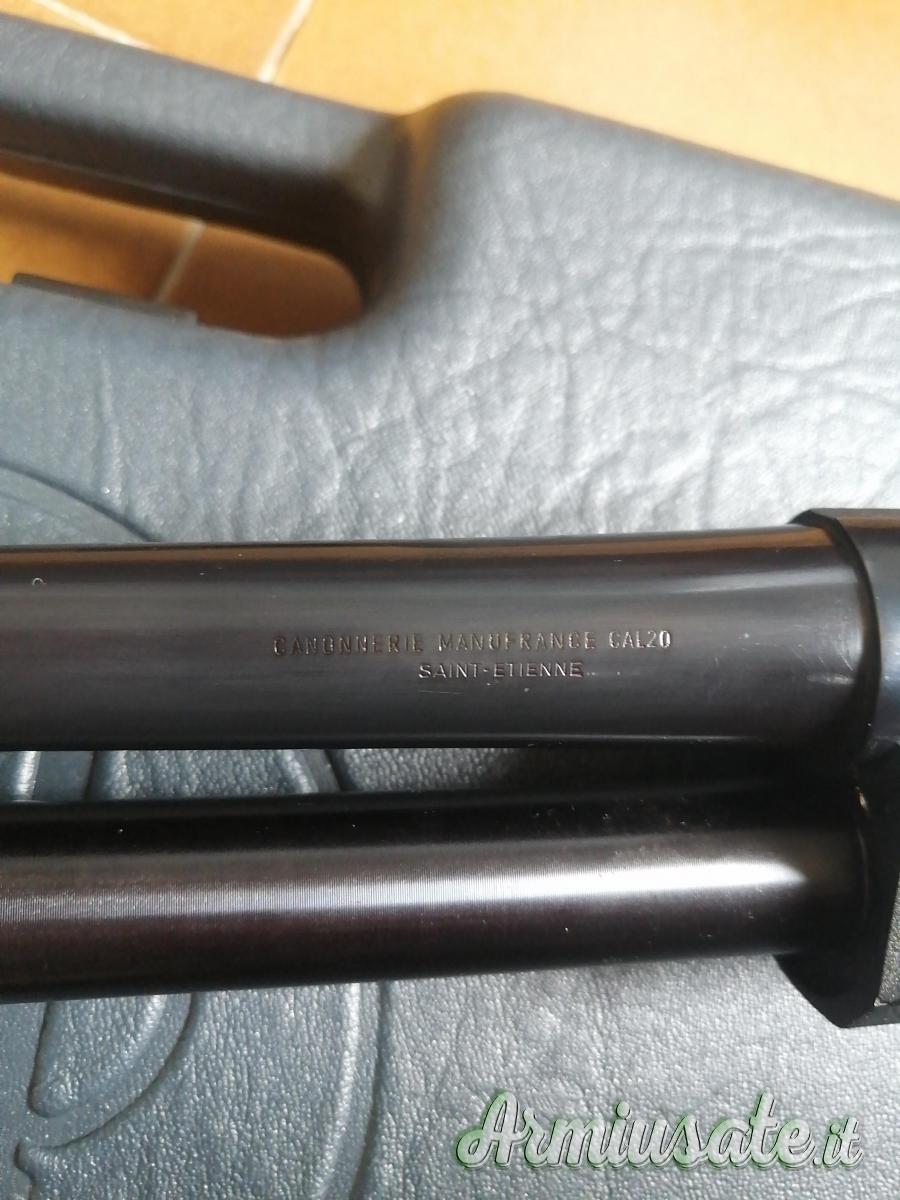 CANONNERIE MANUFRANCE CAL20
SAINT-ETIENNE
Armiusate.it